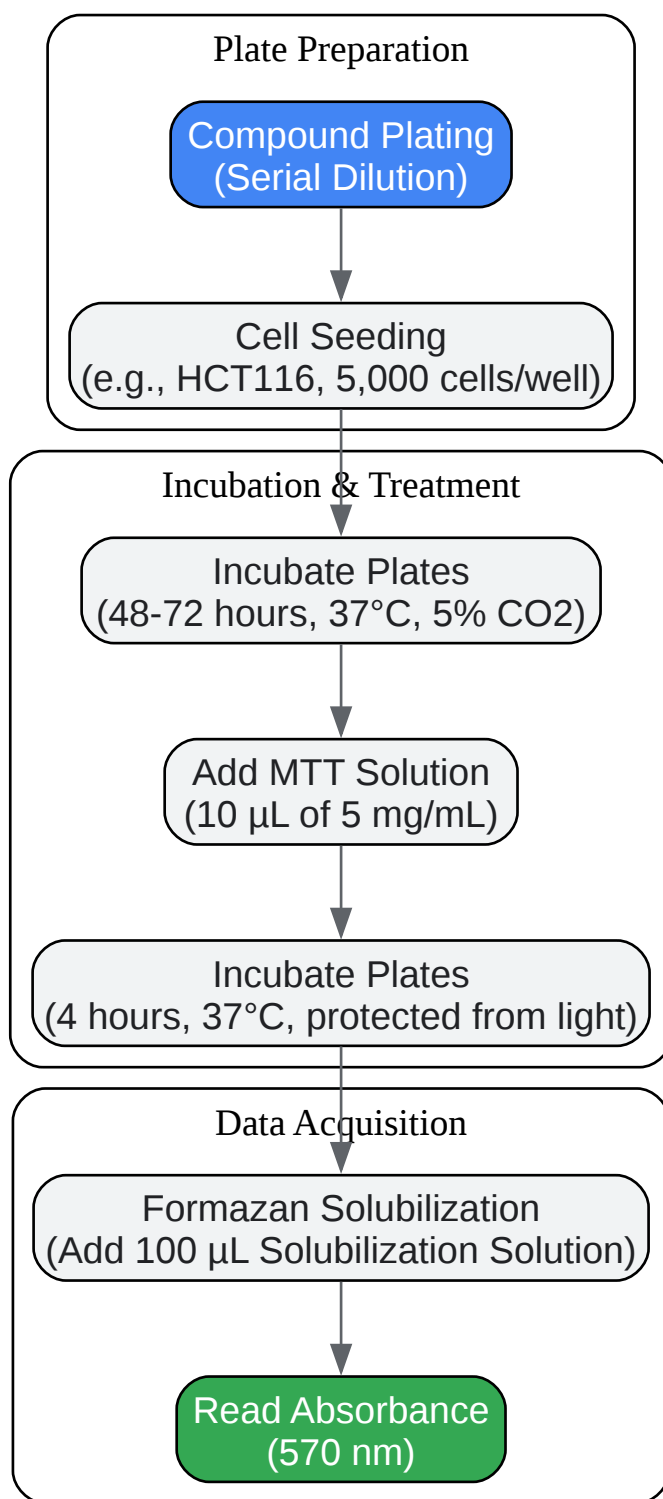 Plate Preparation
Compound Plating
(Serial Dilution)
Cell Seeding
(e.g., HCT116, 5,000 cells/well)
Incubation & Treatment
Incubate Plates
(48-72 hours, 37°C, 5% CO2)
Add MTT Solution
(10 µL of 5 mg/mL)
Incubate Plates
(4 hours, 37°C, protected from light)
Data Acquisition
Formazan Solubilization
(Add 100 µL Solubilization Solution)
Read Absorbance
(570 nm)